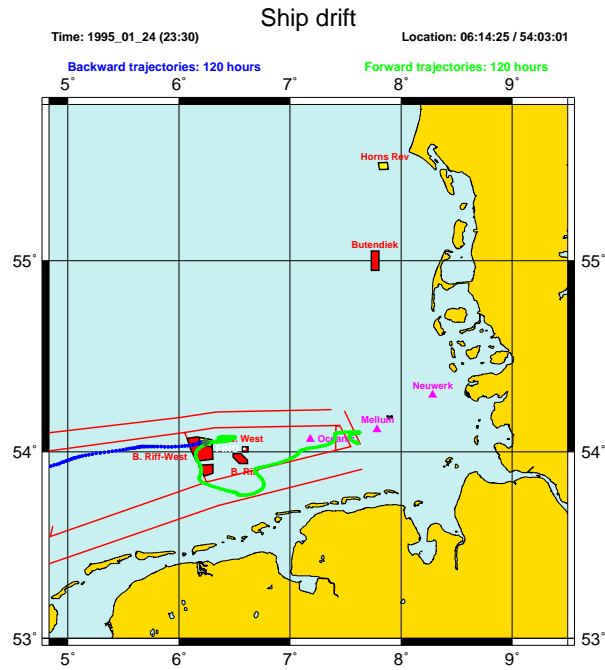 Ship drift
Time: 1995_01_24 (23:30)
Location: 06:14:25 / 54:03:01
Backward trajectories: 120 hours
Forward trajectories: 120 hours
5° 6° 7° 8° 9°
Horns Rev
Butendiek
55° 55°
Neuwerk
Mellum
West
Oceanis
54° 54°
B. Riff-West
B. Ri
53° 53°
5° 6° 7° 8° 9°